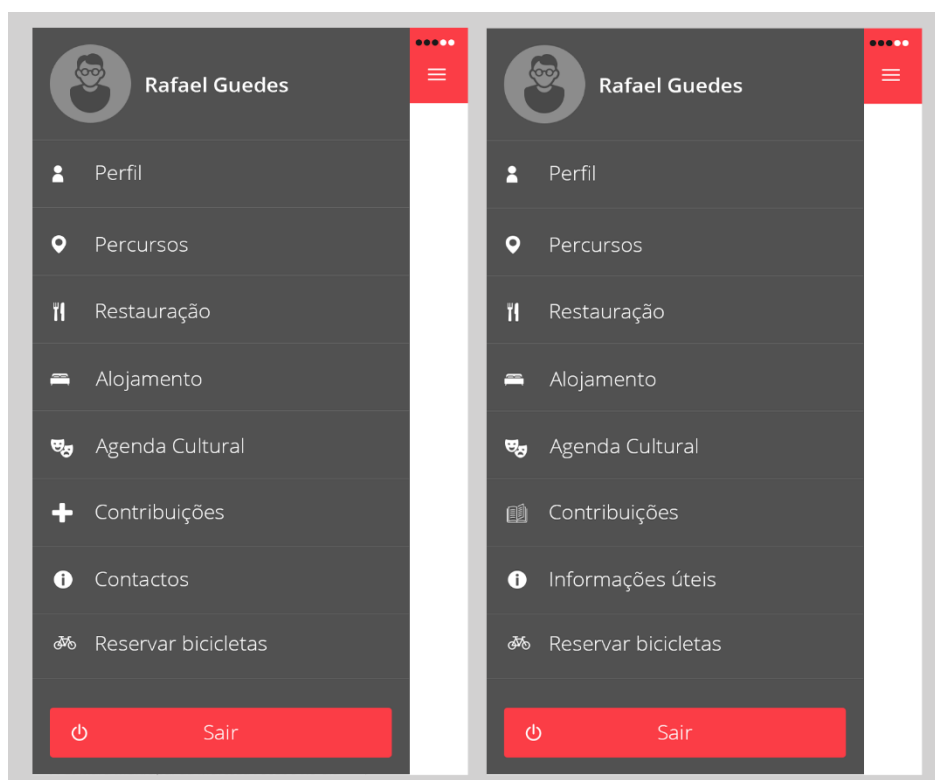 Rafael Guedes
Perfil
Percursos
Restauração
Alojamento
Agenda Cultural
Contribuições
Contactos
Reservar bicicletas
Sair
Rafael Guedes
Perfil
Percursos
Restauração
Alojamento
Agenda Cultural
Contribuições
Informações úteis
Reservar bicicletas
Sair